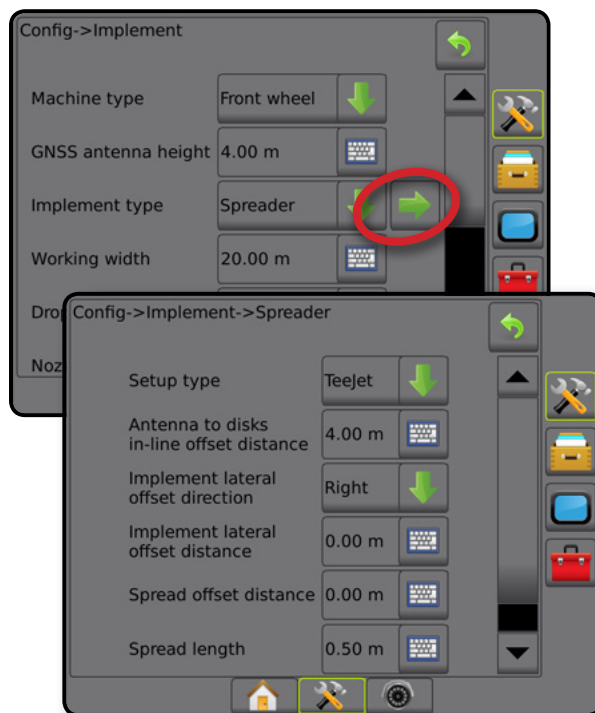 Config->Implement
Machine type Front wheel
GNSS antenna height 4.00 m
Implement type Spreader
Working width 20.00 m
Config->Implement->Spreader
Setup type TeeJet
Antenna to disks
in-line offset distance 4.00 m
Implement lateral
offset direction Right
Implement lateral
offset distance 0.00 m
Spread offset distance 0.00 m
Spread length 0.50 m